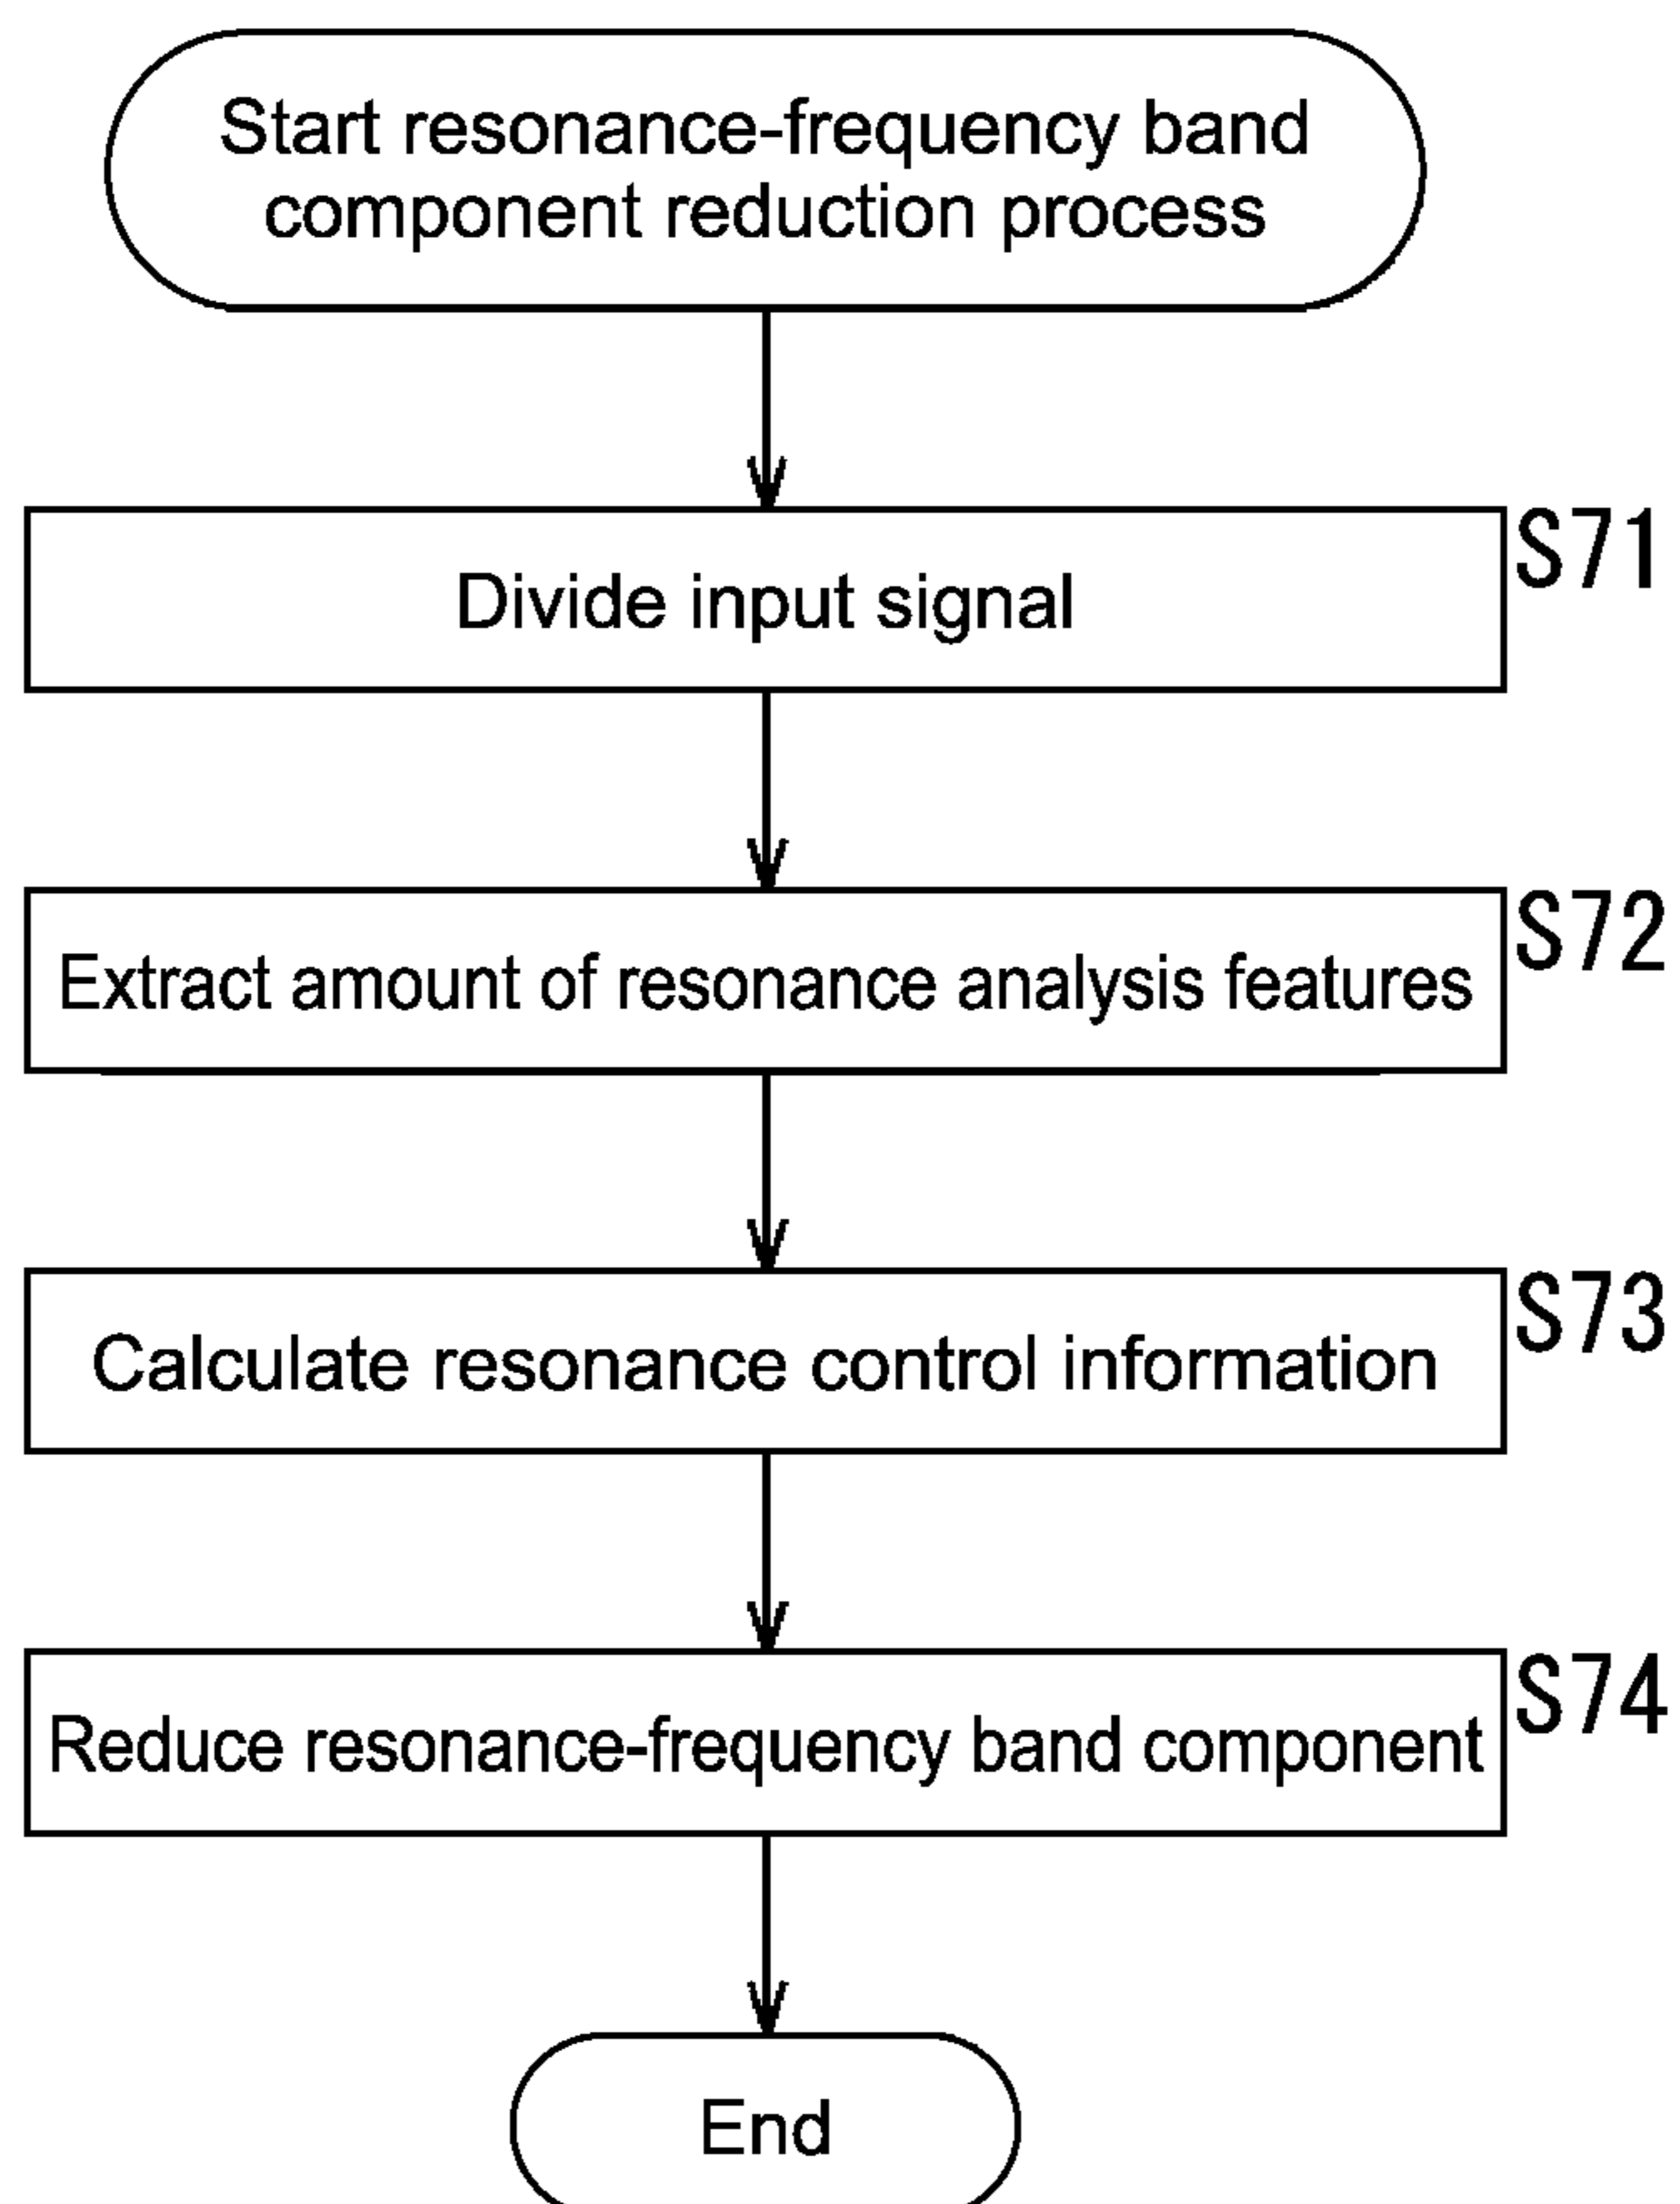 Start resonance-frequency band
component reduction process
S71
Divide input signal
S72
Extract amount of resonance analysis features
S73
Calculate resonance control information
S74
Reduce resonance-frequency band component
End